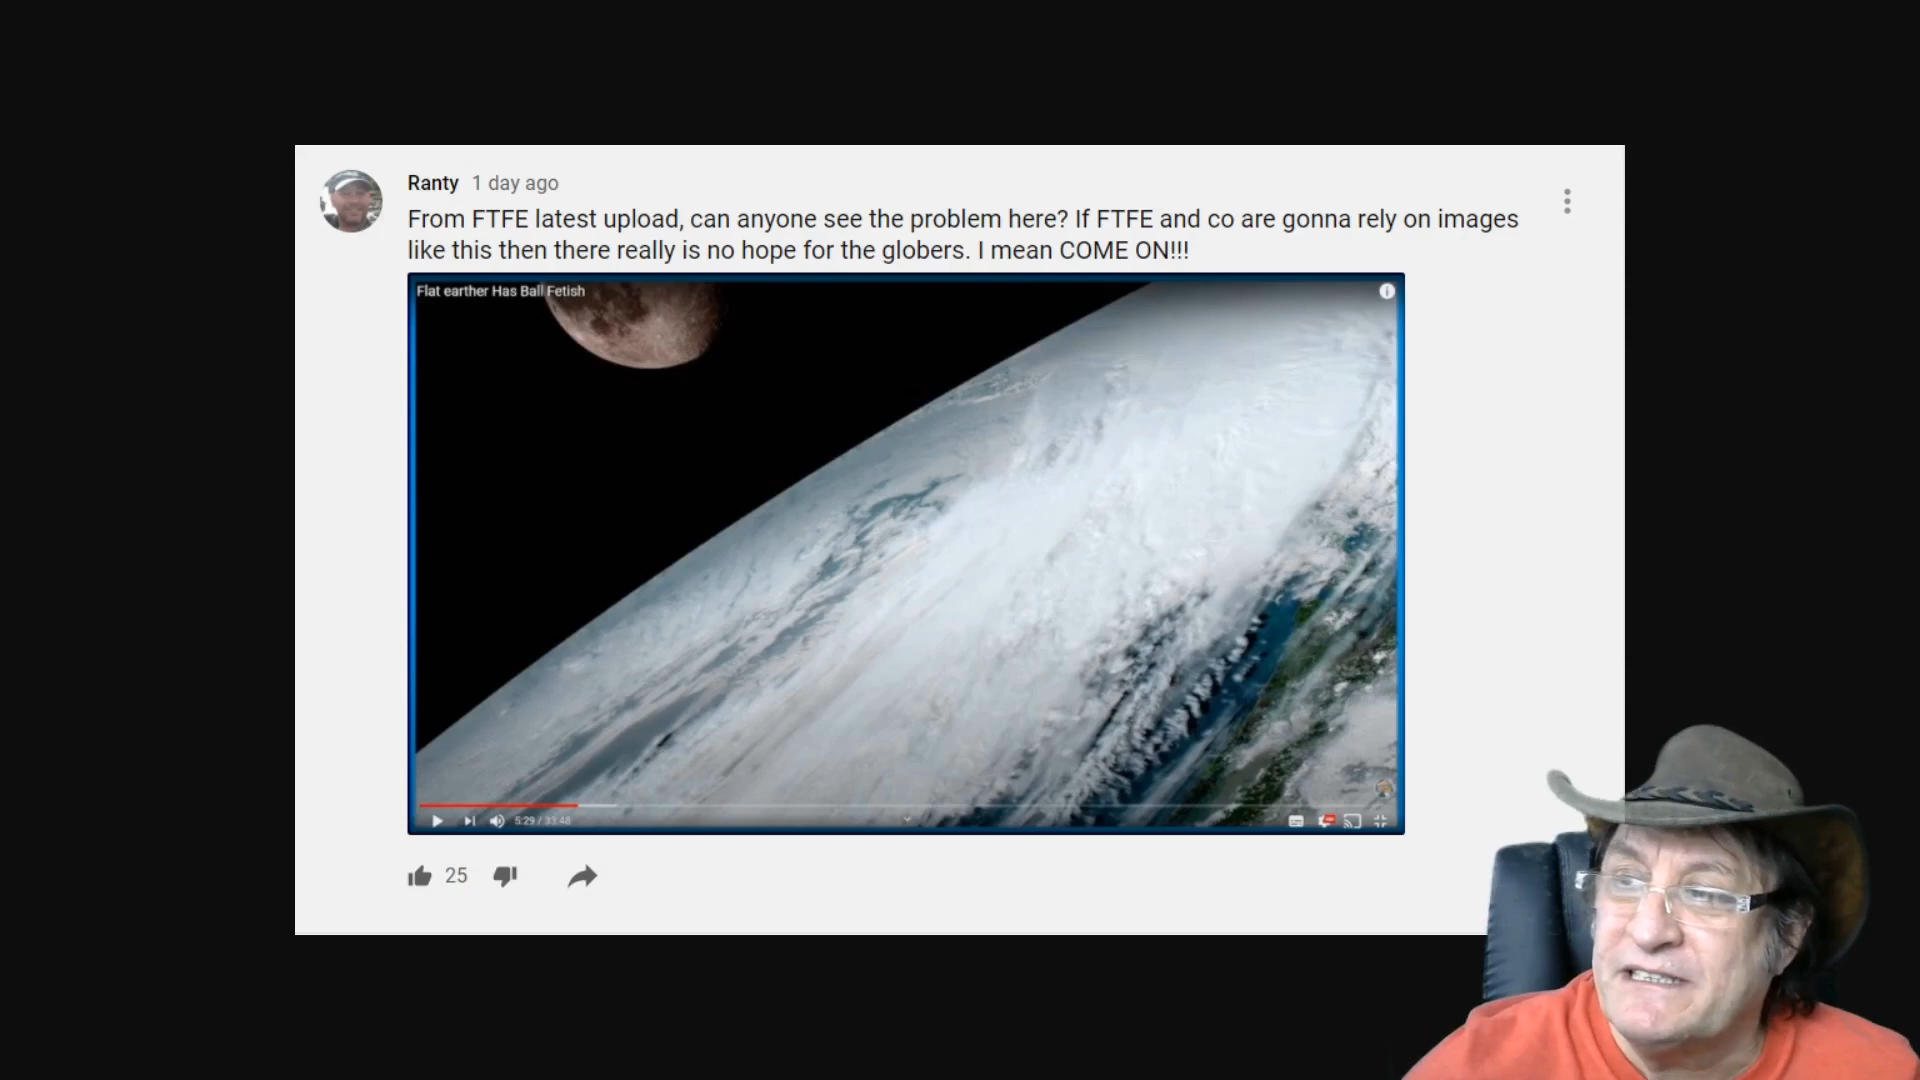 Ranty 1 day ago
From FTFE latest upload, can anyone see the problem here? If FTFE and co are gonna rely on images
like this then there really is no hope for the globers. I mean COME ON!!!
Flat earther Has Ball Fetish
5:29 / 33:48
25